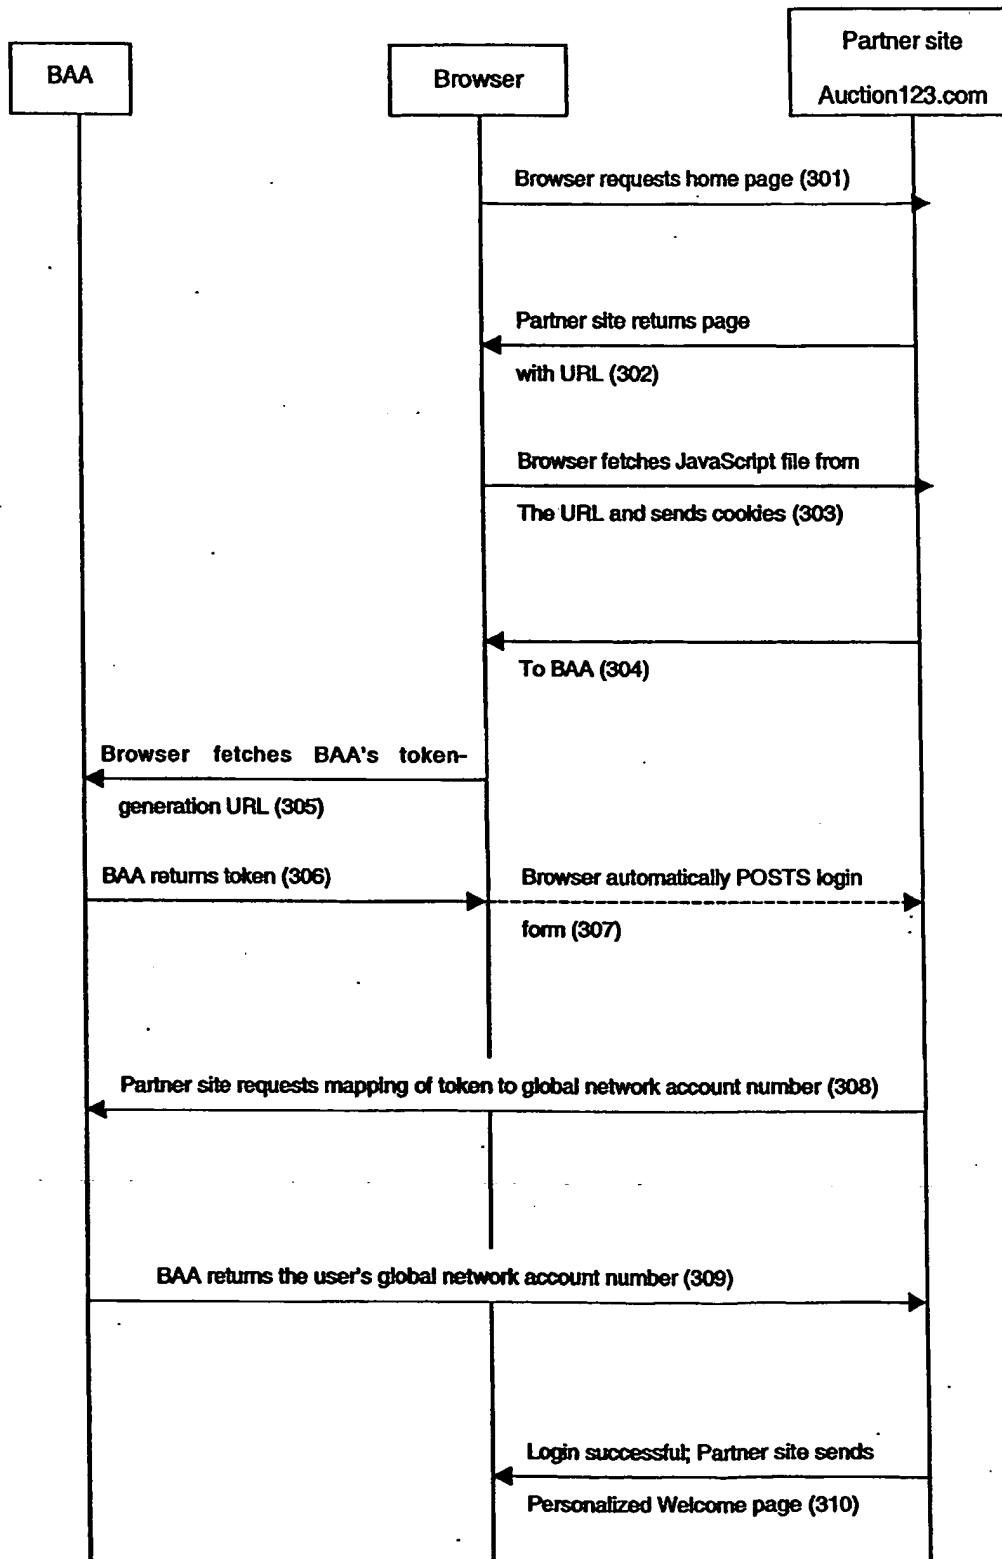 BAA
Browser
Partner site
Auction123.com
Browser requests home page (301)
Partner site returns page
with URL (302)
Browser fetches JavaScript file from
The URL and sends cookies (303)
To BAA (304)
Browser fetches BAA's token-
generation URL (305)
BAA returns token (306)
Browser automatically POSTS login
form (307)
Partner site requests mapping of token to global network account number (308)
BAA returns the user's global network account number (309)
Login successful; Partner site sends
Personalized Welcome page (310)